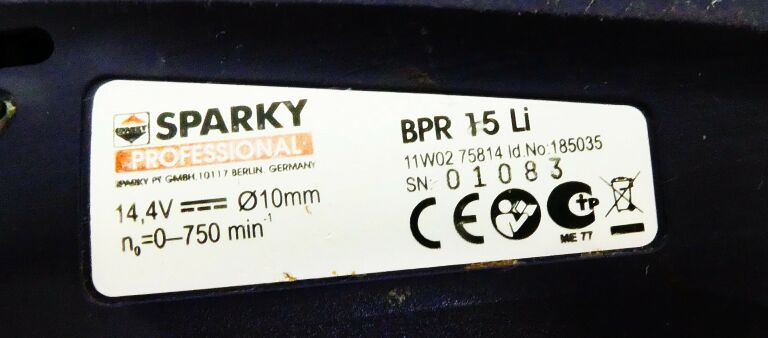 SPARKY
PROFESSIONAL
SPARKY PT GMBH, 10117 BERLIN, GERMANY
14,4V Ø10mm
n₀=0–750 min⁻¹
BPR 15 Li
11W02 75814 Id.No:185035
SN: 01083
CE
ME 77